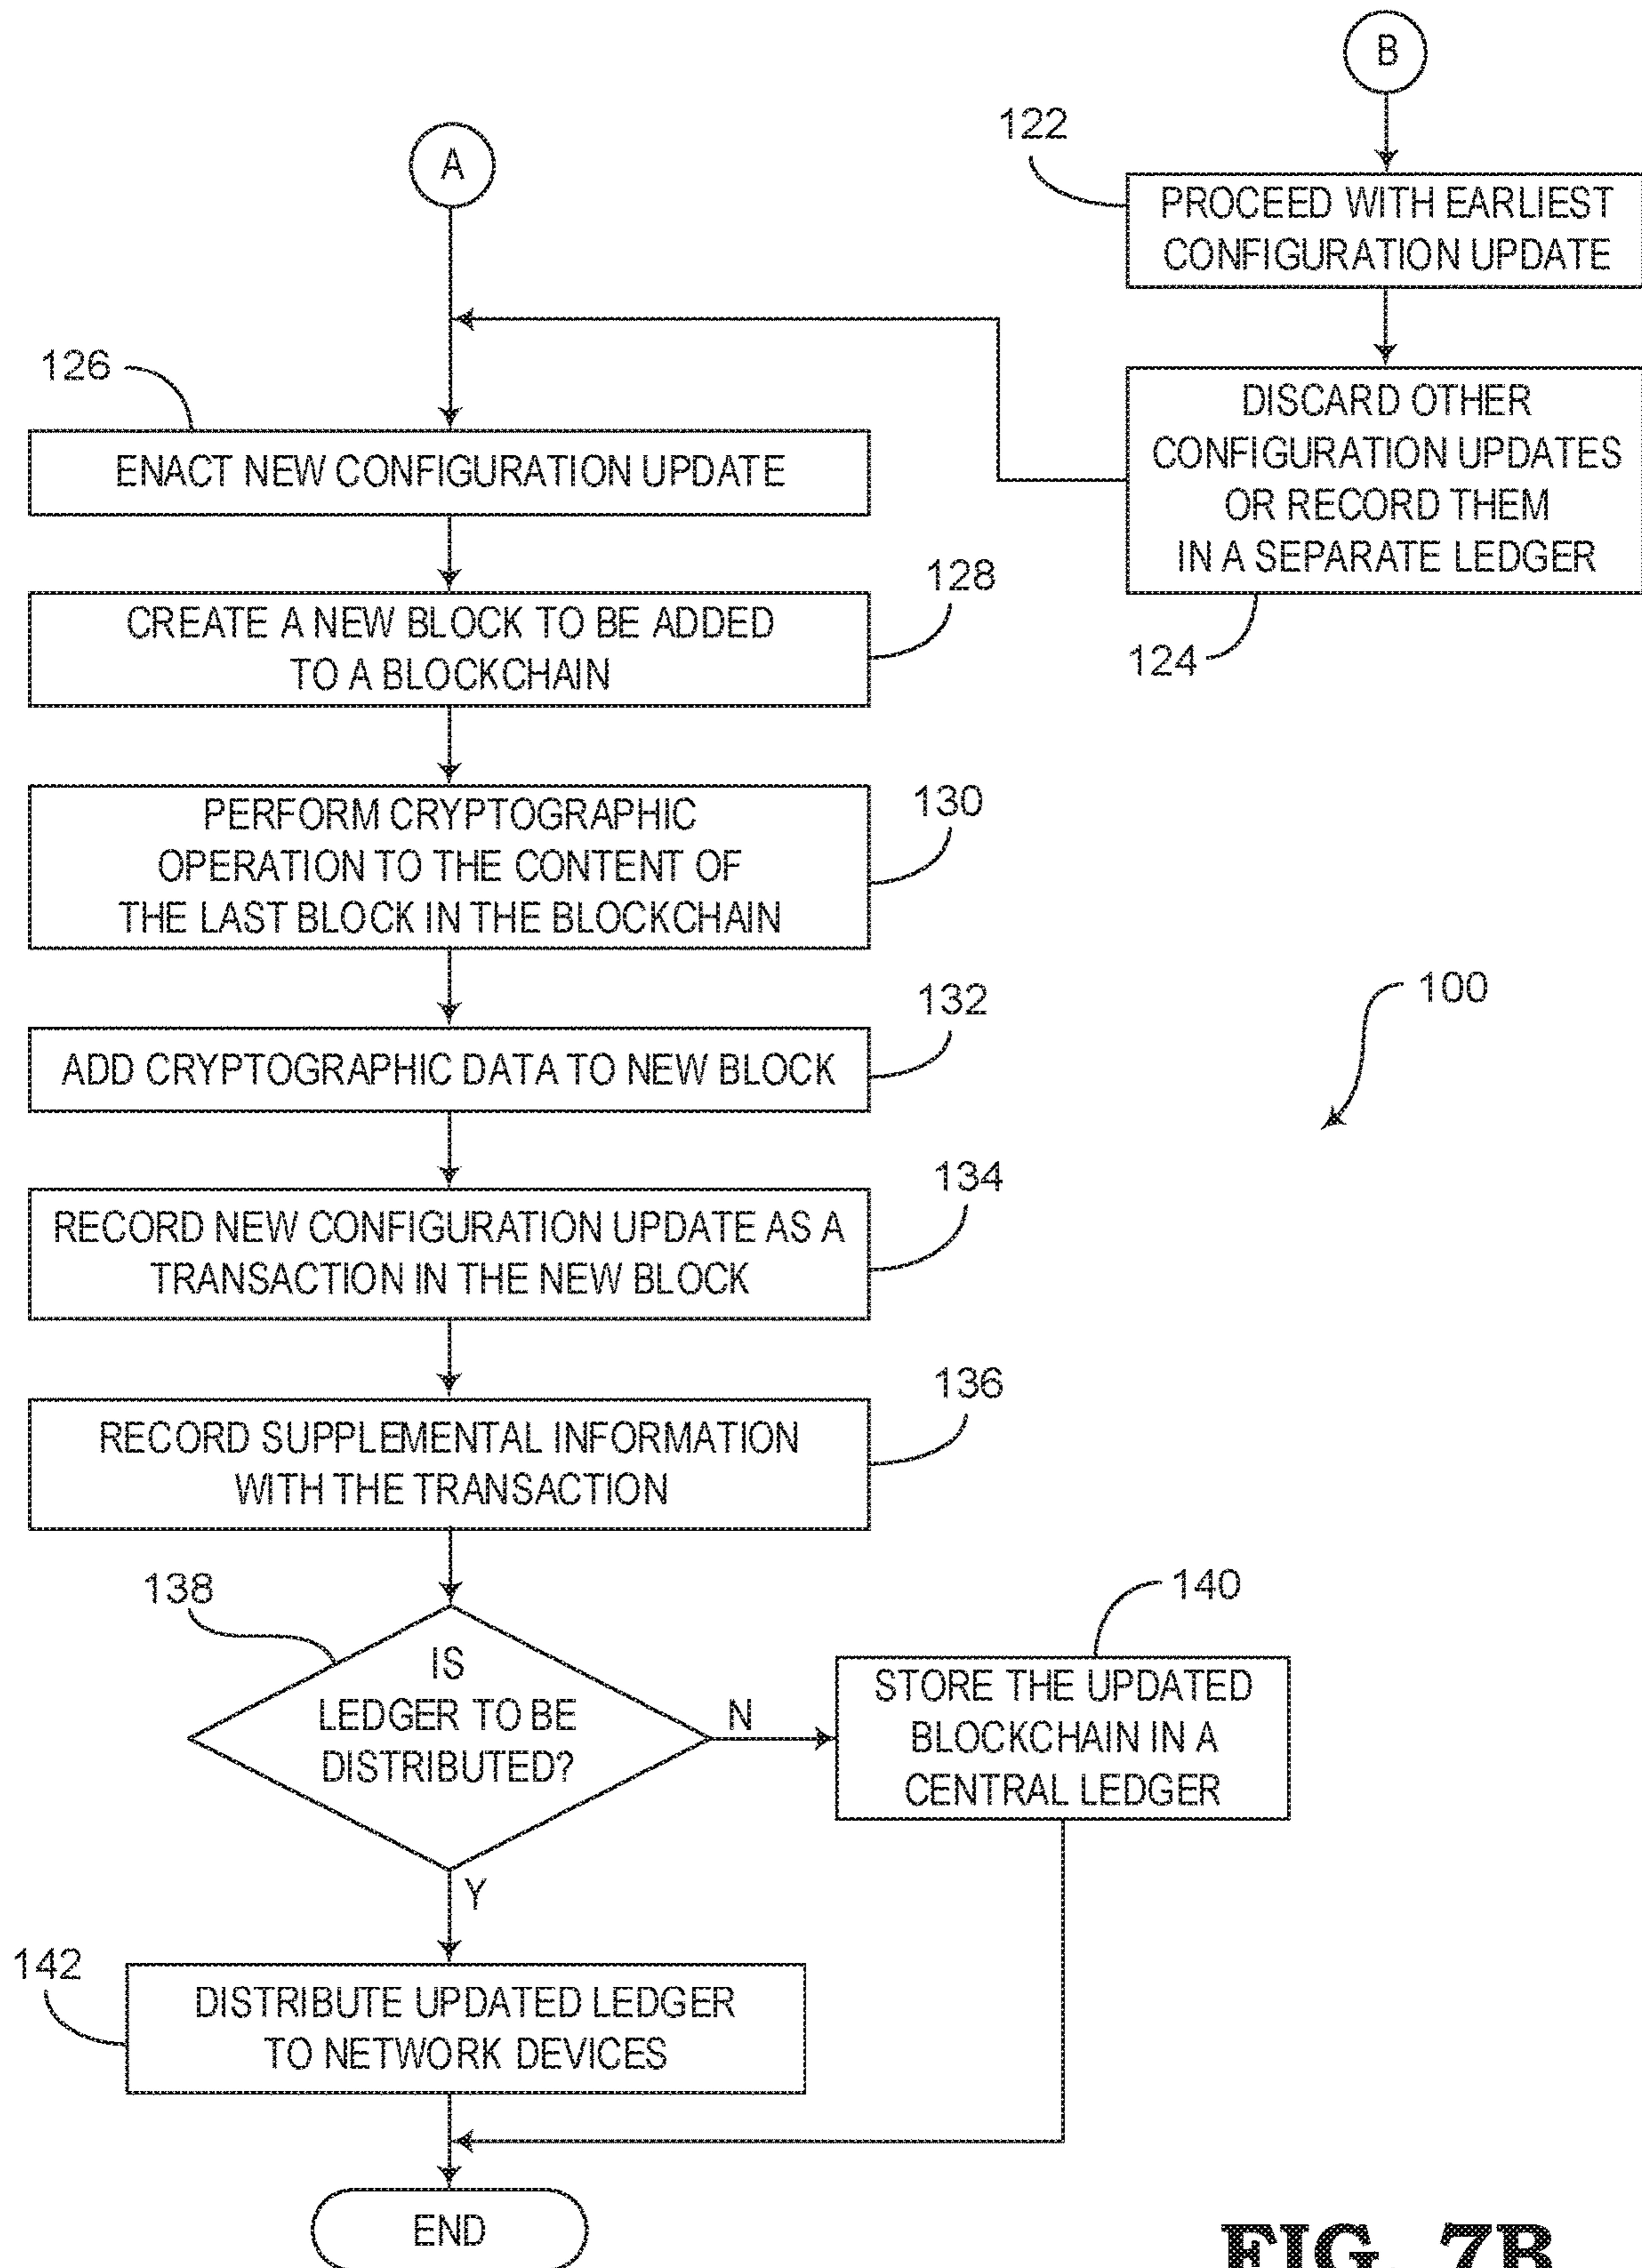 B
122
PROCEED WITH EARLIEST
CONFIGURATION UPDATE
A
126
DISCARD OTHER
CONFIGURATION UPDATES
OR RECORD THEM
IN A SEPARATE LEDGER
124
ENACT NEW CONFIGURATION UPDATE
128
CREATE A NEW BLOCK TO BE ADDED
TO A BLOCKCHAIN
130
PERFORM CRYPTOGRAPHIC
OPERATION TO THE CONTENT OF
THE LAST BLOCK IN THE BLOCKCHAIN
132
100
ADD CRYPTOGRAPHIC DATA TO NEW BLOCK
134
RECORD NEW CONFIGURATION UPDATE AS A
TRANSACTION IN THE NEW BLOCK
136
RECORD SUPPLEMENTAL INFORMATION
WITH THE TRANSACTION
138
IS
LEDGER TO BE
DISTRIBUTED?
N
Y
140
STORE THE UPDATED
BLOCKCHAIN IN A
CENTRAL LEDGER
142
DISTRIBUTE UPDATED LEDGER
TO NETWORK DEVICES
END
FIG. 7B